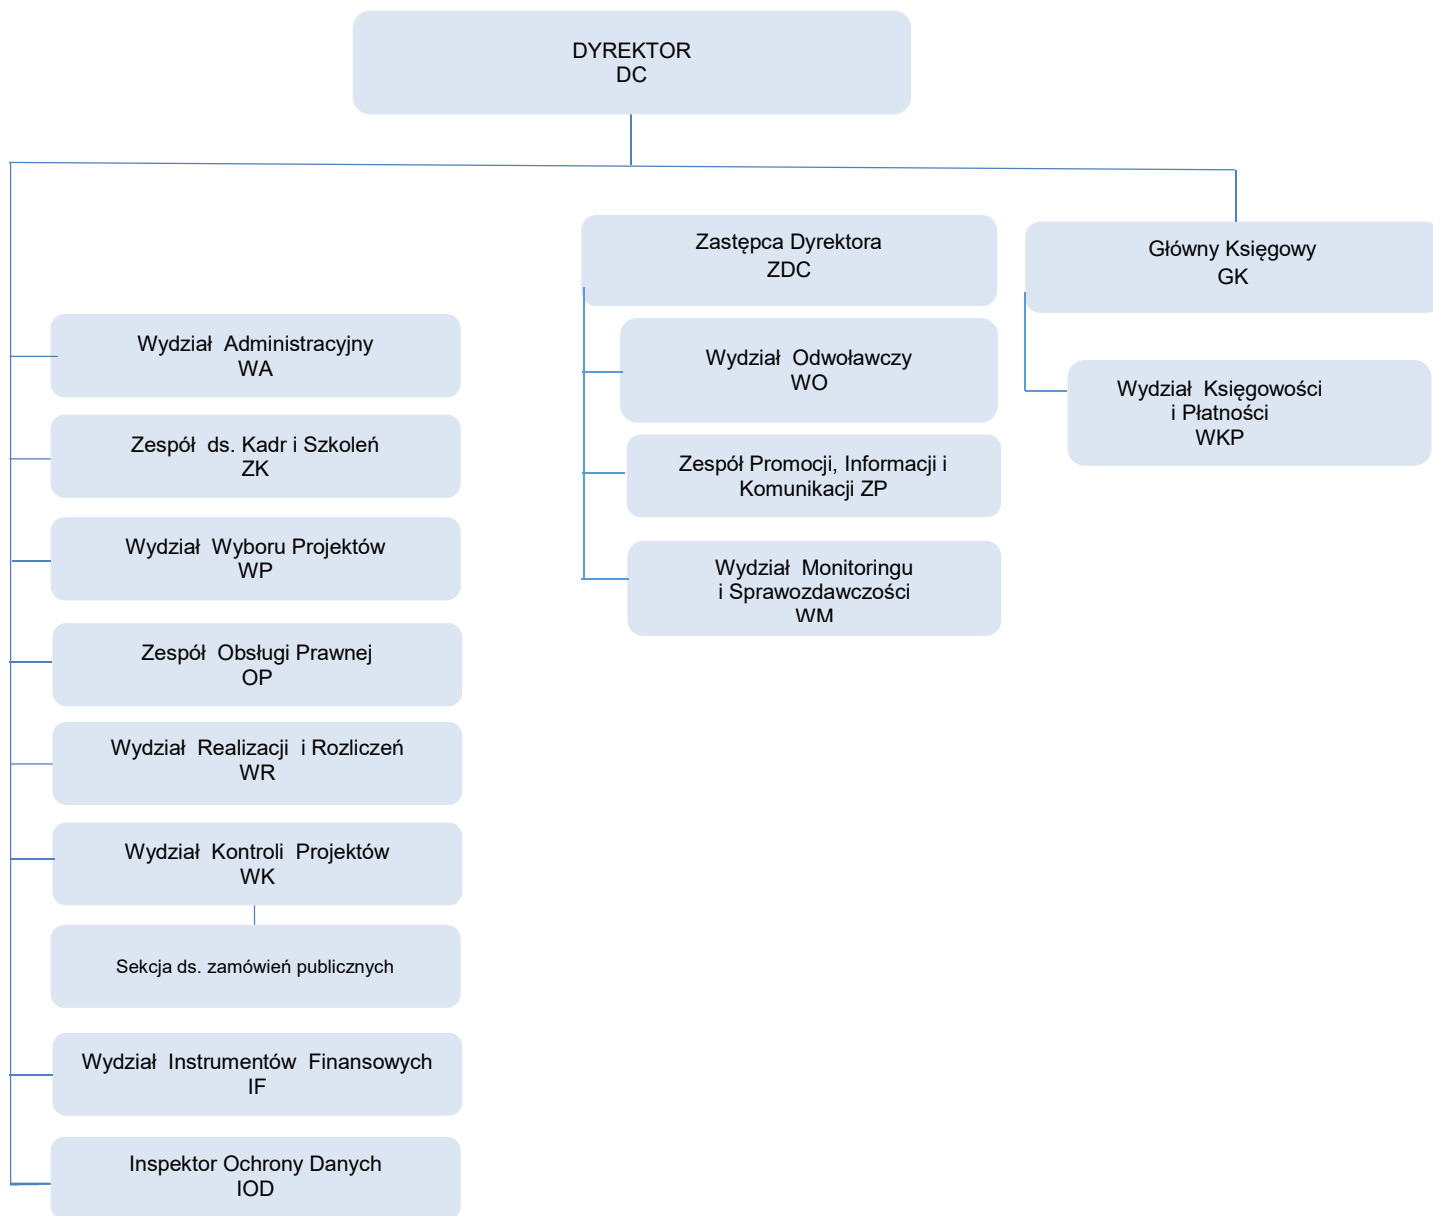 DYREKTOR
DC
Zastępca Dyrektora
ZDC
Główny Księgowy
GK
Wydział Administracyjny
WA
Zespół ds. Kadr i Szkoleń
ZK
Wydział Wyboru Projektów
WP
Zespół Obsługi Prawnej
OP
Wydział Realizacji i Rozliczeń
WR
Wydział Kontroli Projektów
WK
Sekcja ds. zamówień publicznych
Wydział Instrumentów Finansowych
IF
Inspektor Ochrony Danych
IOD
Wydział Odwoławczy
WO
Zespół Promocji, Informacji i
Komunikacji ZP
Wydział Monitoringu
i Sprawozdawczości
WM
Wydział Księgowości
i Płatności
WKP